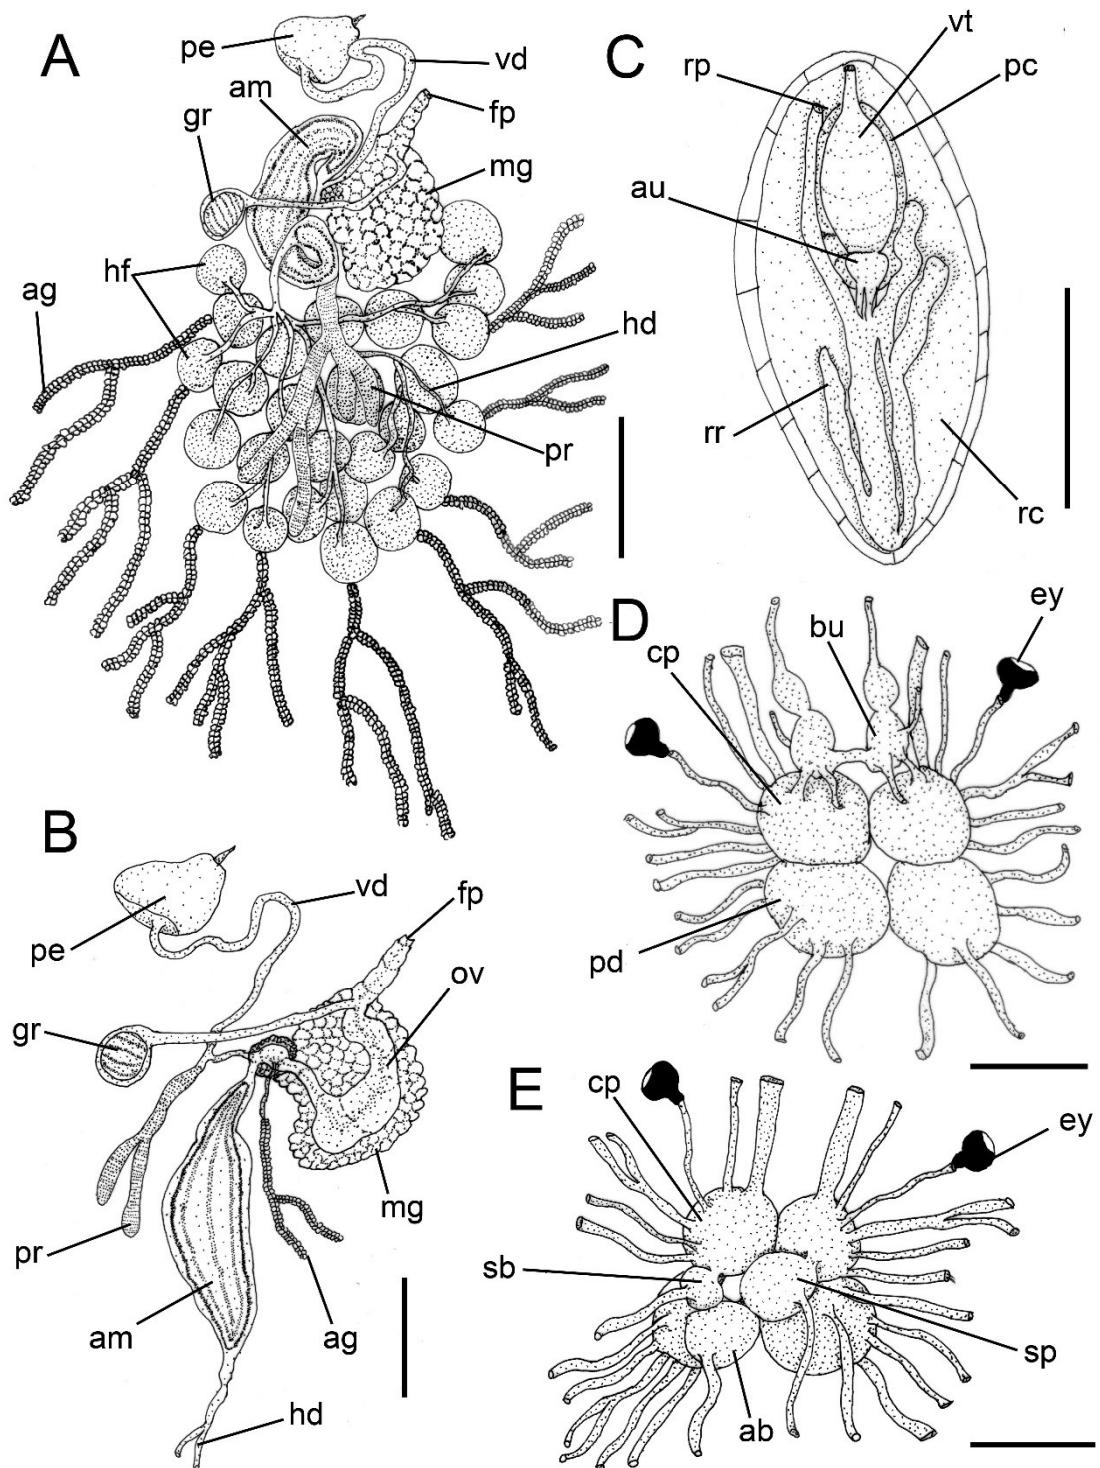 A
pe
vd
am
fp
gr
mg
hf
ag
hd
pr
B
vd
fp
pe
ov
gr
mg
pr
am
ag
hd
C
vt
rp
pc
au
rr
rc
D
ey
bu
cp
pd
E
cp
ey
sb
sp
ab